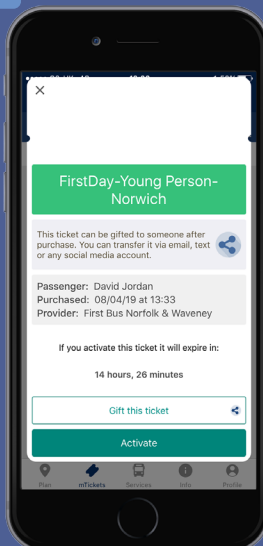 FirstDay-Young Person-
Norwich
This ticket can be gifted to someone after
purchase. You can transfer it via email, text
or any social media account.
Passenger: David Jordan
Purchased: 08/04/19 at 13:33
Provider: First Bus Norfolk & Waveney
If you activate this ticket it will expire in:
14 hours, 26 minutes
Gift this ticket
Activate
Plan mTickets Services Info Profile